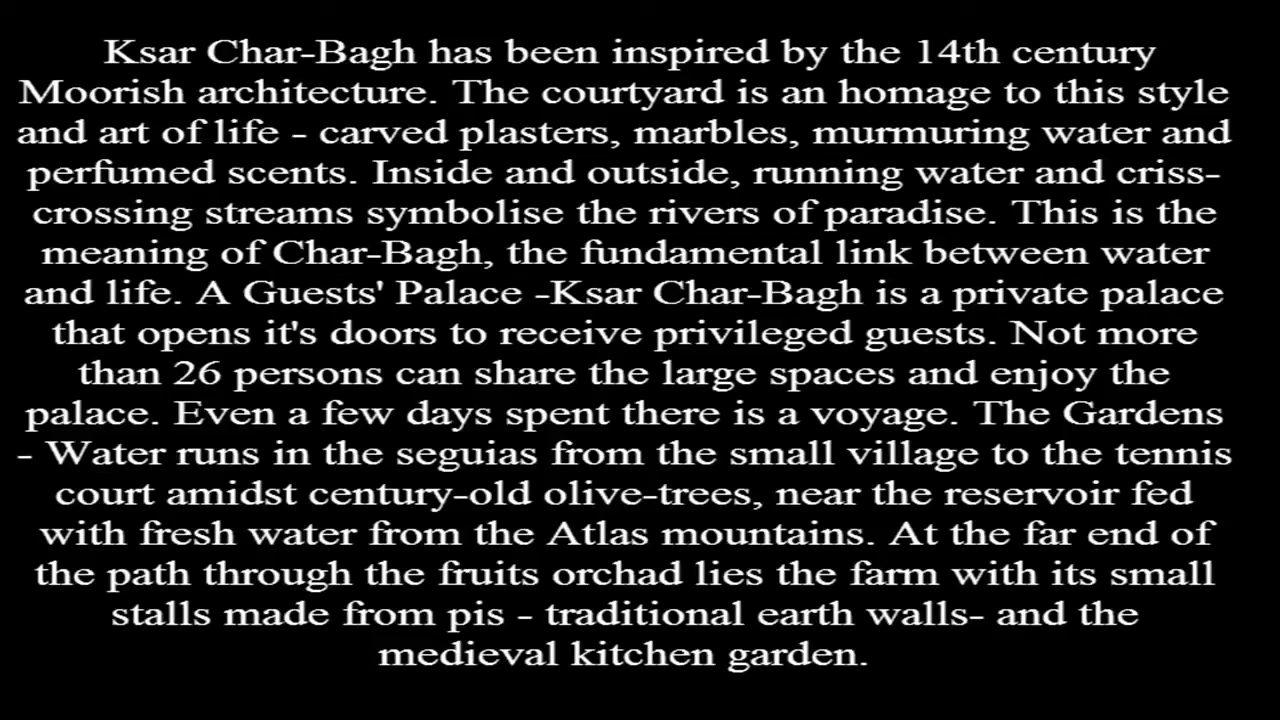 Ksar Char-Bagh has been inspired by the 14th century
Moorish architecture. The courtyard is an homage to this style
and art of life - carved plasters, marbles, murmuring water and
perfumed scents. Inside and outside, running water and criss-
crossing streams symbolise the rivers of paradise. This is the
meaning of Char-Bagh, the fundamental link between water
and life. A Guests' Palace -Ksar Char-Bagh is a private palace
that opens it's doors to receive privileged guests. Not more
than 26 persons can share the large spaces and enjoy the
palace. Even a few days spent there is a voyage. The Gardens
- Water runs in the seguias from the small village to the tennis
court amidst century-old olive-trees, near the reservoir fed
with fresh water from the Atlas mountains. At the far end of
the path through the fruits orchad lies the farm with its small
stalls made from pis - traditional earth walls- and the
medieval kitchen garden.